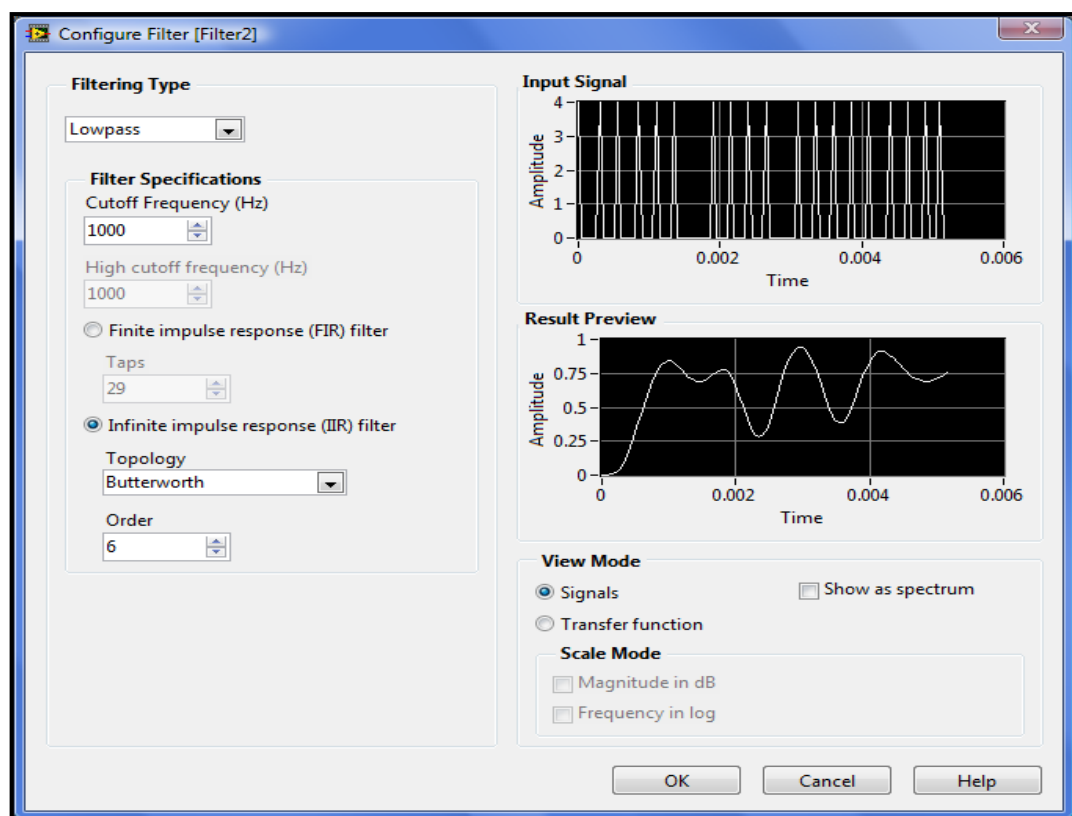 Configure Filter [Filter2]
Filtering Type
Lowpass
Filter Specifications
Cutoff Frequency (Hz)
1000
High cutoff frequency (Hz)
1000
Finite impulse response (FIR) filter
Taps
29
Infinite impulse response (IIR) filter
Topology
Butterworth
Order
6
Input Signal
Amplitude
4
3
2
1
0
0 0.002 0.004 0.006
Time
Result Preview
Amplitude
1
0.75
0.5
0.25
0
0 0.002 0.004 0.006
Time
View Mode
Signals
Show as spectrum
Transfer function
Scale Mode
Magnitude in dB
Frequency in log
OK Cancel Help